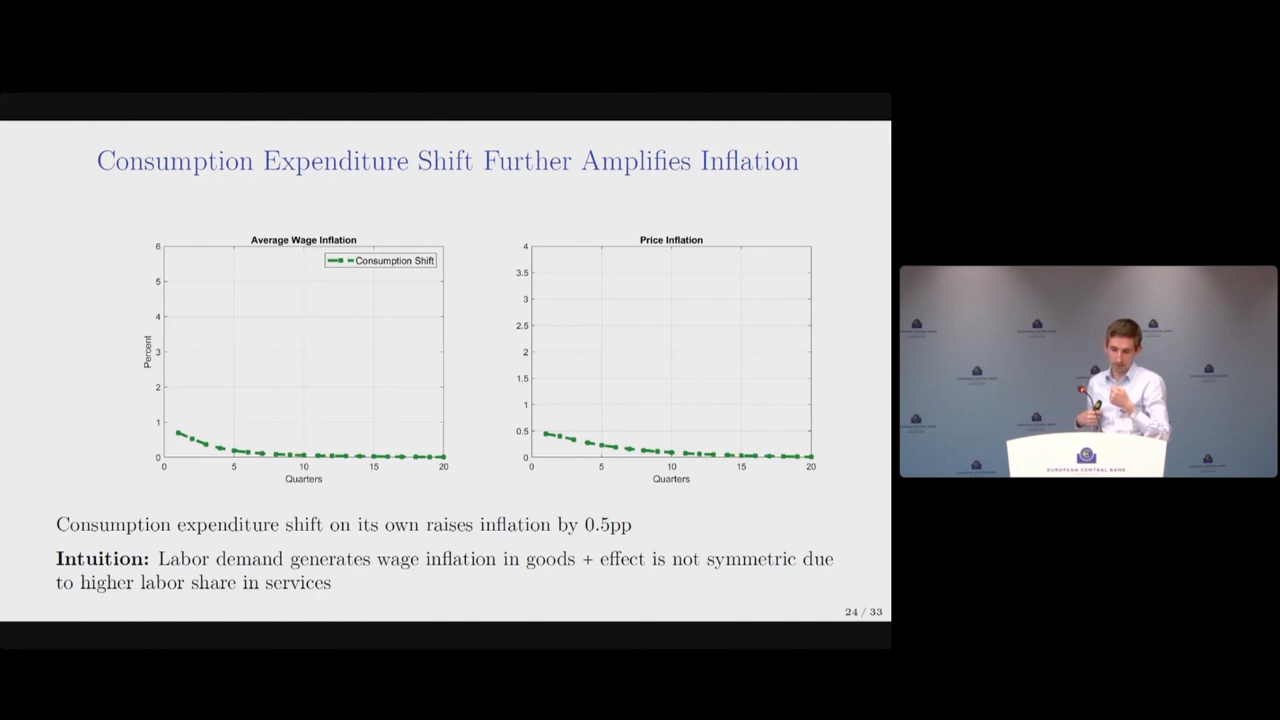 Consumption Expenditure Shift Further Amplifies Inflation
Average Wage Inflation
Consumption Shift
Percent
6
5
4
3
2
1
0
0 5 10 15 20
Quarters
Price Inflation
4
3.5
3
2.5
2
1.5
1
0.5
0
0 5 10 15 20
Quarters
Consumption expenditure shift on its own raises inflation by 0.5pp
Intuition: Labor demand generates wage inflation in goods + effect is not symmetric due
to higher labor share in services
24 / 33
EUROPEAN CENTRAL BANK